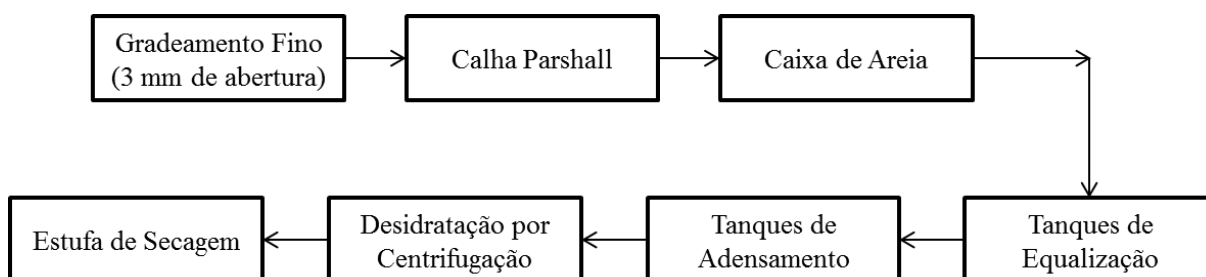 Gradeamento Fino
(3 mm de abertura)
Calha Parshall
Caixa de Areia
Tanques de
Equalização
Tanques de
Adensamento
Desidratação por
Centrifugação
Estufa de Secagem